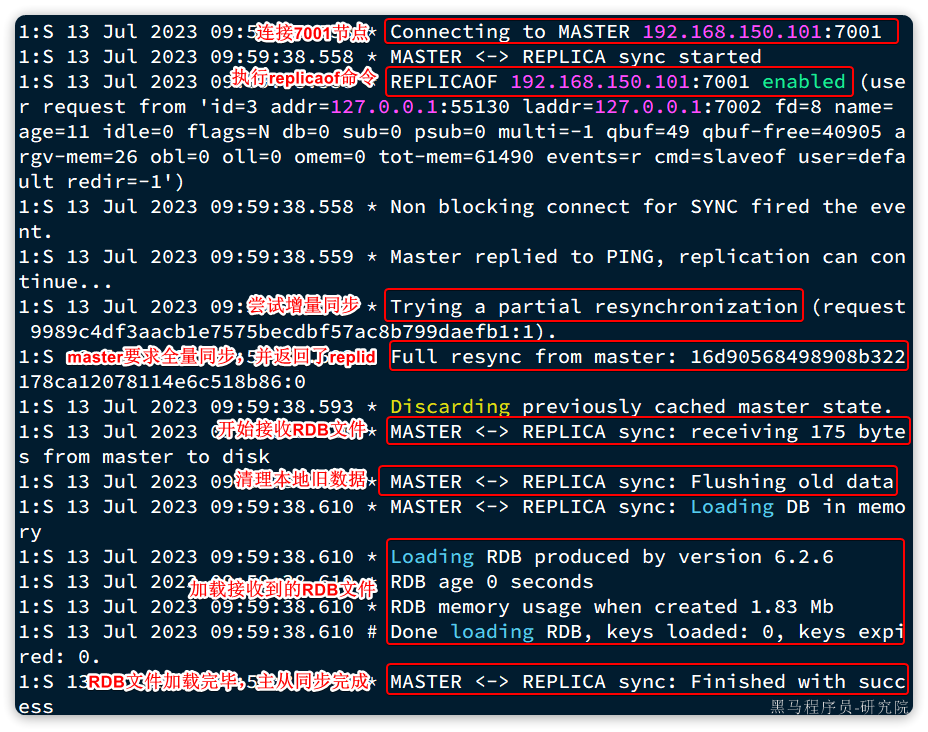 1:S 13 Jul 2023 09:5 连接7001节点 * Connecting to MASTER 192.168.150.101:7001
1:S 13 Jul 2023 09:59:38.558 * MASTER <-> REPLICA sync started
1:S 13 Jul 2023 09: 执行replicaof命令 REPLICAOF 192.168.150.101:7001 enabled (use
r request from 'id=3 addr=127.0.0.1:55130 laddr=127.0.0.1:7002 fd=8 name=
age=11 idle=0 flags=N db=0 sub=0 psub=0 multi=-1 qbuf=49 qbuf-free=40905 a
rgv-mem=26 obl=0 oll=0 omem=0 tot-mem=61490 events=r cmd=slaveof user=defa
ult redir=-1')
1:S 13 Jul 2023 09:59:38.558 * Non blocking connect for SYNC fired the eve
nt.
1:S 13 Jul 2023 09:59:38.559 * Master replied to PING, replication can con
tinue...
1:S 13 Jul 2023 09: 尝试增量同步 * Trying a partial resynchronization (request
9989c4df3aacb1e7575becdbf57ac8b799daefb1:1).
1:S master要求全量同步，并返回了replid Full resync from master: 16d90568498908b322
178ca12078114e6c518b86:0
1:S 13 Jul 2023 09:59:38.593 * Discarding previously cached master state.
1:S 13 Jul 2023 开始接收RDB文件 * MASTER <-> REPLICA sync: receiving 175 byte
s from master to disk
1:S 13 Jul 2023 09: 清理本地旧数据 * MASTER <-> REPLICA sync: Flushing old data
1:S 13 Jul 2023 09:59:38.610 * MASTER <-> REPLICA sync: Loading DB in memo
ry
1:S 13 Jul 2023 09:59:38.610 * Loading RDB produced by version 6.2.6
1:S 13 Jul 2023 加载接收到的RDB文件 RDB age 0 seconds
1:S 13 Jul 2023 09:59:38.610 * RDB memory usage when created 1.83 Mb
1:S 13 Jul 2023 09:59:38.610 # Done loading RDB, keys loaded: 0, keys expi
red: 0.
1:S 13 RDB文件加载完毕，主从同步完成 * MASTER <-> REPLICA sync: Finished with succ
ess
黑马程序员-研究院